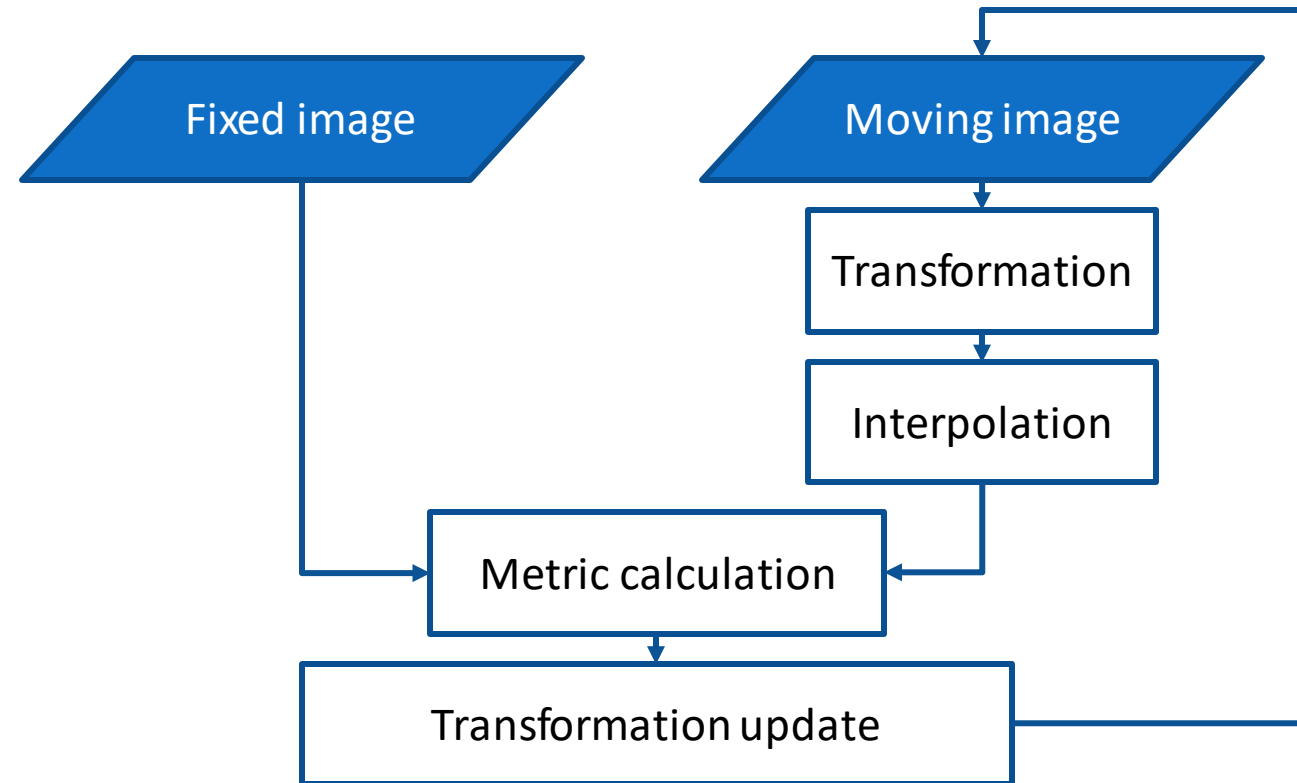 Fixed image
Moving image
Transformation
Interpolation
Metric calculation
Transformation update